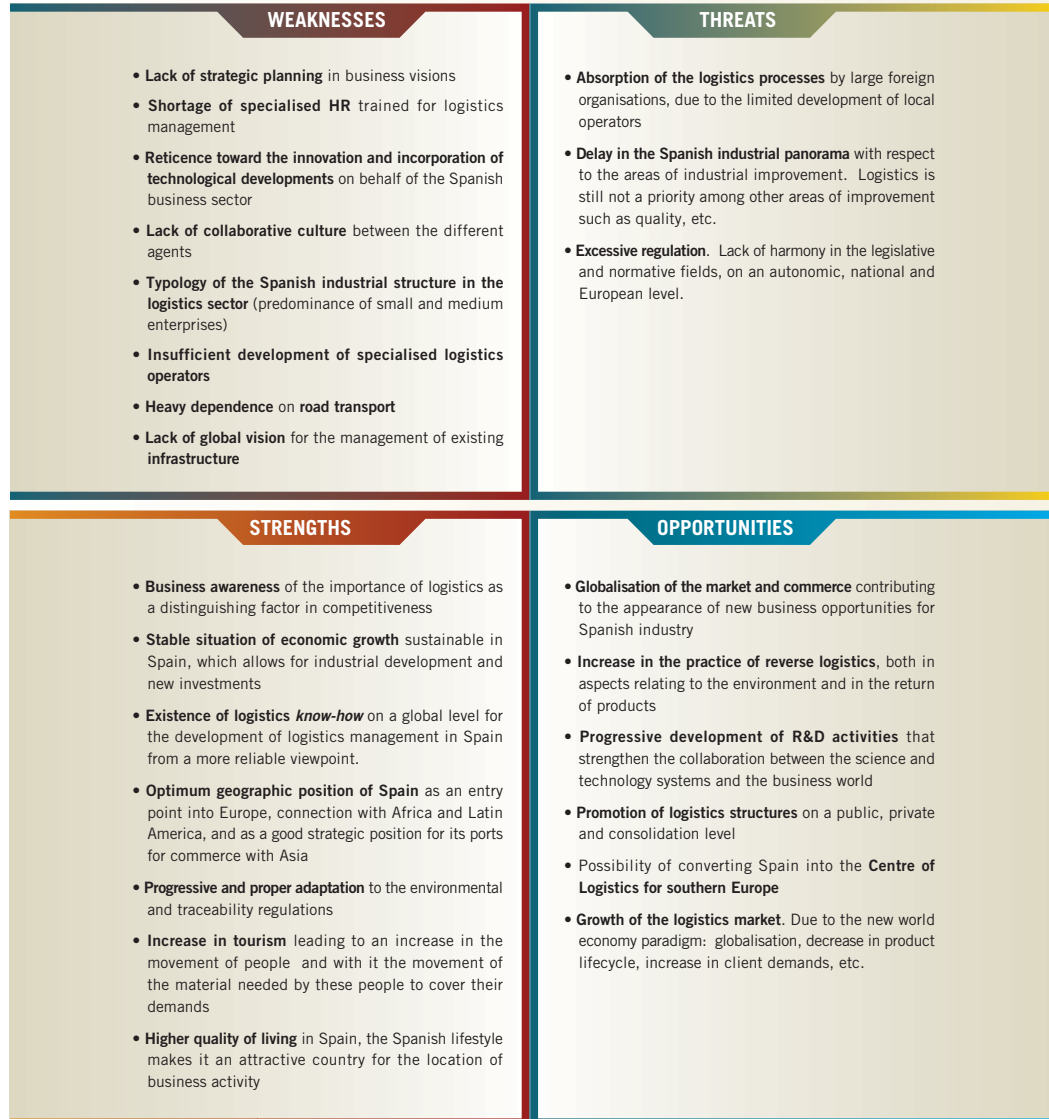 WEAKNESSES
• Lack of strategic planning in business visions
• Shortage of specialised HR trained for logistics
management
• Reticence toward the innovation and incorporation of
technological developments on behalf of the Spanish
business sector
• Lack of collaborative culture between the different
agents
• Typology of the Spanish industrial structure in the
logistics sector (predominance of small and medium
enterprises)
• Insufficient development of specialised logistics
operators
• Heavy dependence on road transport
• Lack of global vision for the management of existing
infrastructure
THREATS
• Absorption of the logistics processes by large foreign
organisations, due to the limited development of local
operators
• Delay in the Spanish industrial panorama with respect
to the areas of industrial improvement. Logistics is
still not a priority among other areas of improvement
such as quality, etc.
• Excessive regulation. Lack of harmony in the legislative
and normative fields, on an autonomic, national and
European level.
STRENGTHS
• Business awareness of the importance of logistics as
a distinguishing factor in competitiveness
• Stable situation of economic growth sustainable in
Spain, which allows for industrial development and
new investments
• Existence of logistics know-how on a global level for
the development of logistics management in Spain
from a more reliable viewpoint.
• Optimum geographic position of Spain as an entry
point into Europe, connection with Africa and Latin
America, and as a good strategic position for its ports
for commerce with Asia
• Progressive and proper adaptation to the environmental
and traceability regulations
• Increase in tourism leading to an increase in the
movement of people and with it the movement of
the material needed by these people to cover their
demands
• Higher quality of living in Spain, the Spanish lifestyle
makes it an attractive country for the location of
business activity
OPPORTUNITIES
• Globalisation of the market and commerce contributing
to the appearance of new business opportunities for
Spanish industry
• Increase in the practice of reverse logistics, both in
aspects relating to the environment and in the return
of products
• Progressive development of R&D activities that
strengthen the collaboration between the science and
technology systems and the business world
• Promotion of logistics structures on a public, private
and consolidation level
• Possibility of converting Spain into the Centre of
Logistics for southern Europe
• Growth of the logistics market. Due to the new world
economy paradigm: globalisation, decrease in product
lifecycle, increase in client demands, etc.